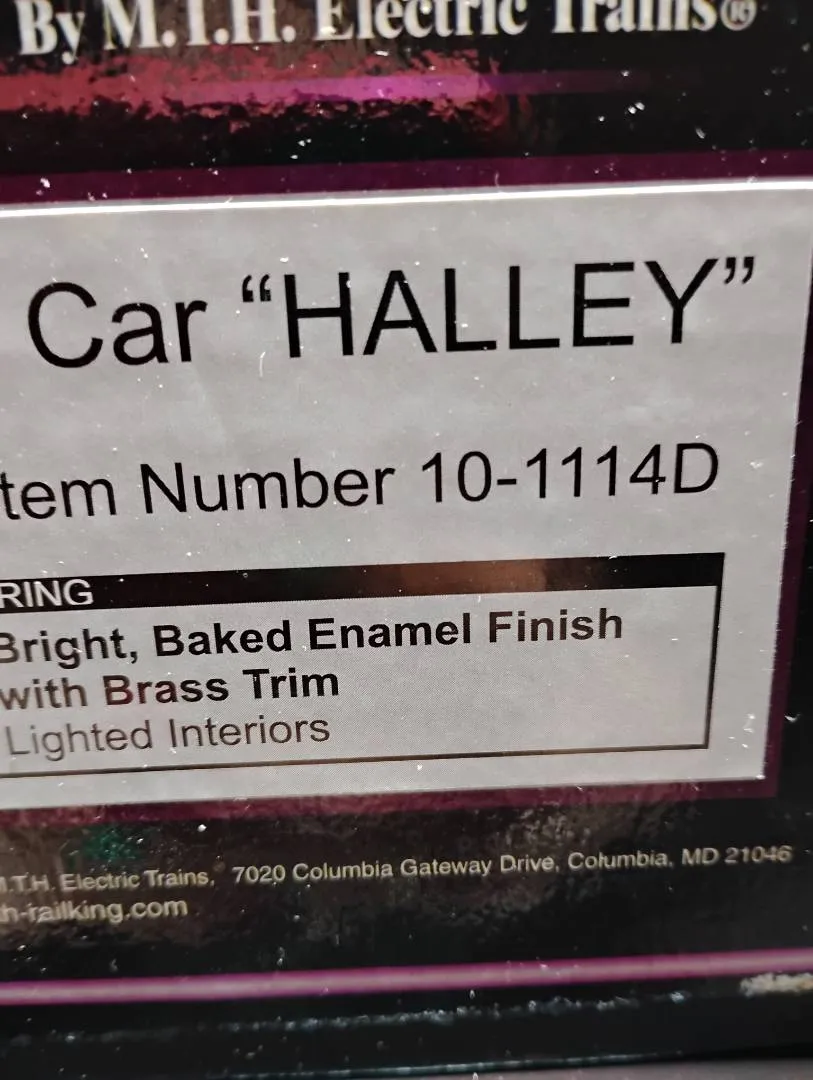 By M.T.H. Electric Trains®
Car “HALLEY”
tem Number 10-1114D
RING
Bright, Baked Enamel Finish
with Brass Trim
Lighted Interiors
M.T.H. Electric Trains,® 7020 Columbia Gateway Drive, Columbia, MD 21046
h-railking.com